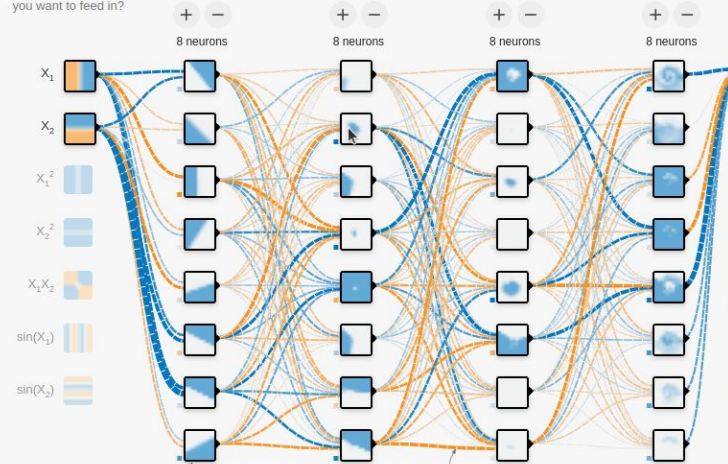 you want to feed in?
8 neurons 8 neurons 8 neurons 8 neurons
X₁
X₂
X₁²
X₂²
X₁X₂
sin(X₁)
sin(X₂)